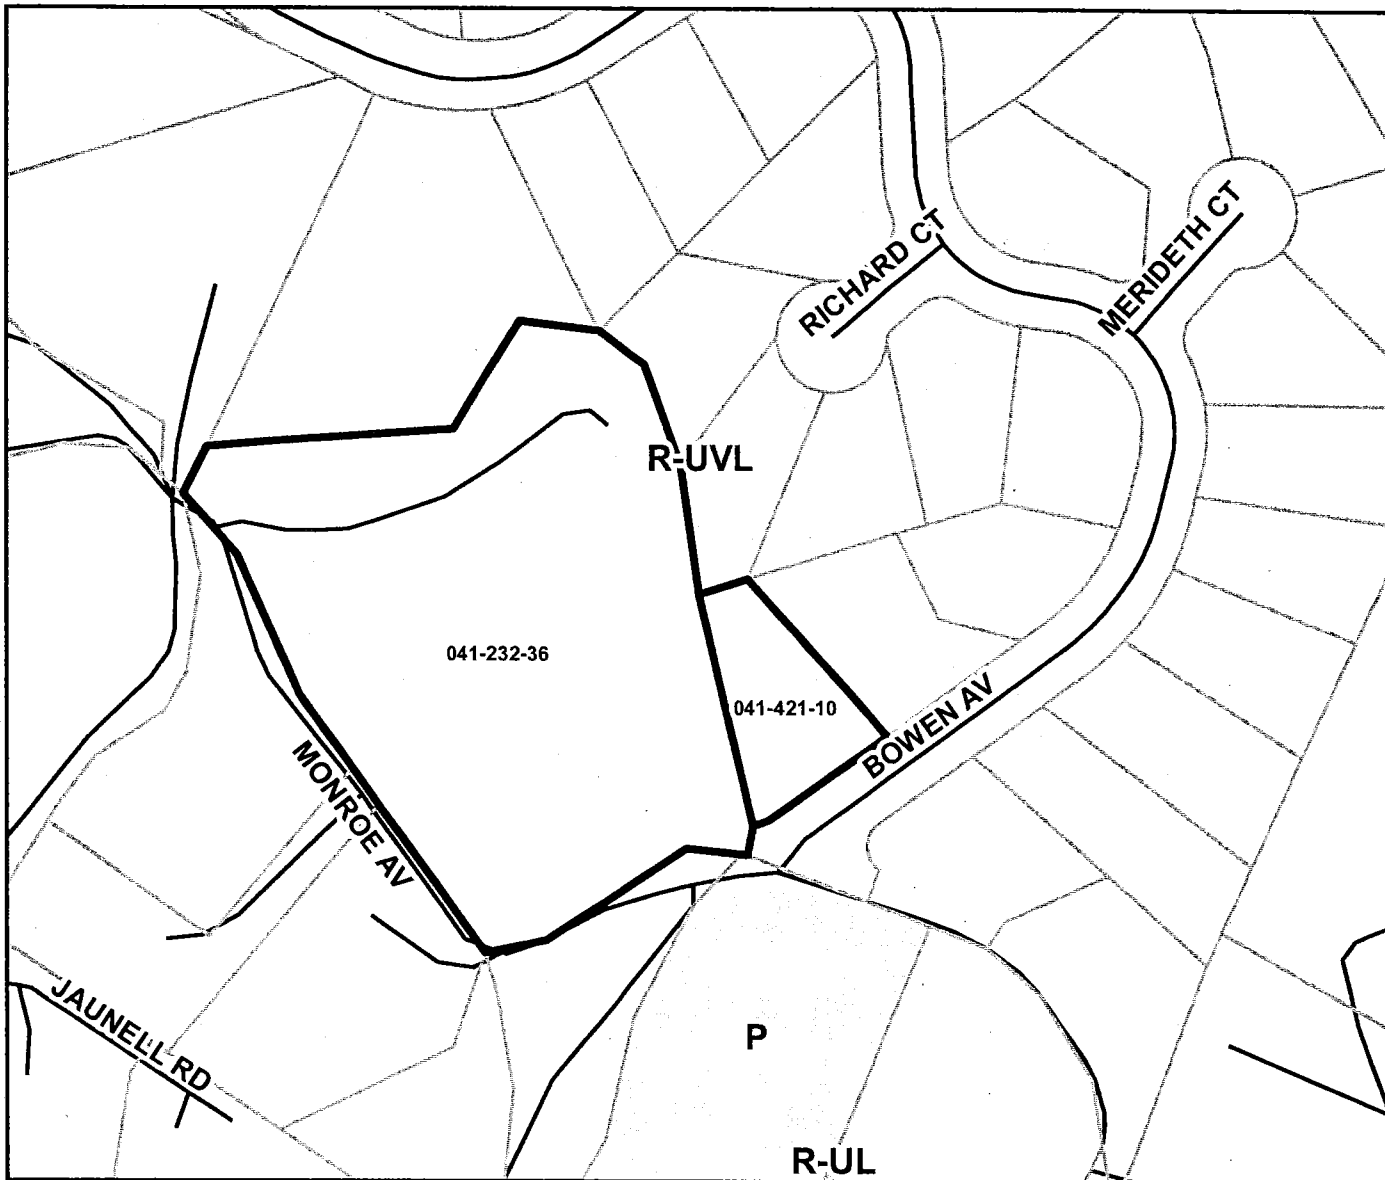 RICHARD CT
MERIDETH CT
R-UVL
041-232-36
041-421-10
BOWEN AV
MONROE AV
JAUNELL RD
P
R-UL